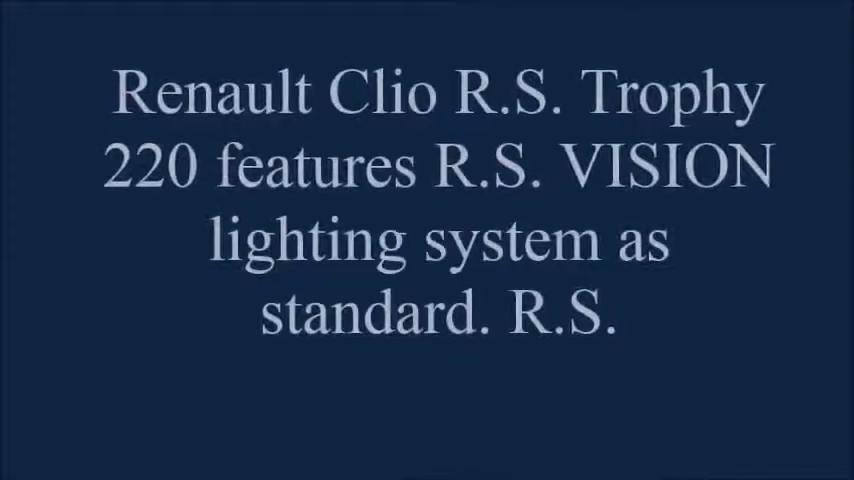 Renault Clio R.S. Trophy
220 features R.S. VISION
lighting system as
standard. R.S.